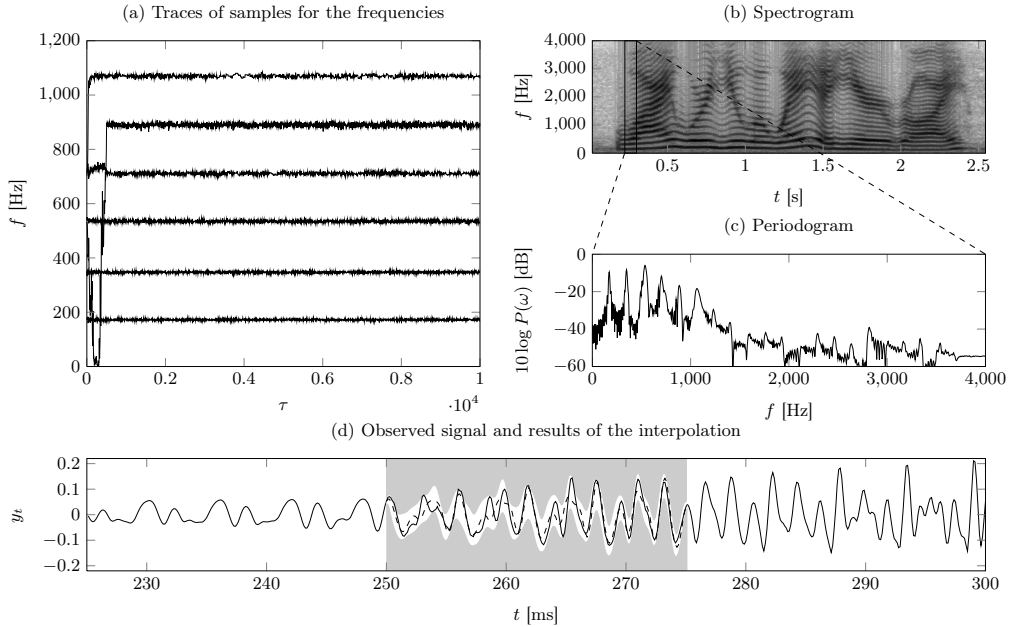 (a) Traces of samples for the frequencies
1,200
1,000
800
600
400
200
0
f [Hz]
0 0.2 0.4 0.6 0.8 1
τ
·10^4
(b) Spectrogram
4,000
3,000
2,000
1,000
0
f [Hz]
0.5 1 1.5 2 2.5
t [s]
(c) Periodogram
0
−20
−40
−60
10 log P(ω) [dB]
0 1,000 2,000 3,000 4,000
f [Hz]
(d) Observed signal and results of the interpolation
0.2
0.1
0
−0.1
−0.2
y_t
230 240 250 260 270 280 290 300
t [ms]